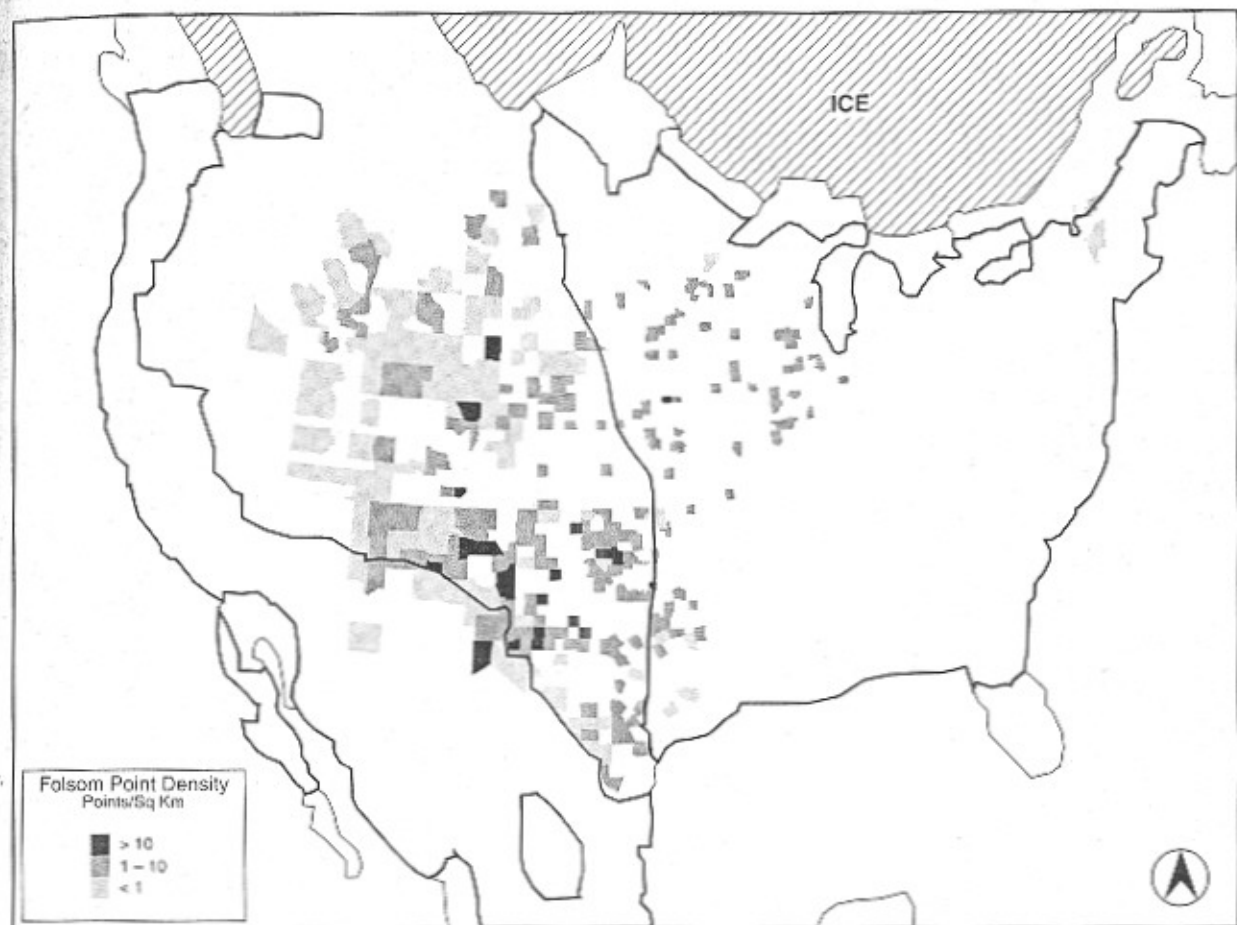 ICE
Folsom Point Density
Points/Sq Km
> 10
1 – 10
< 1